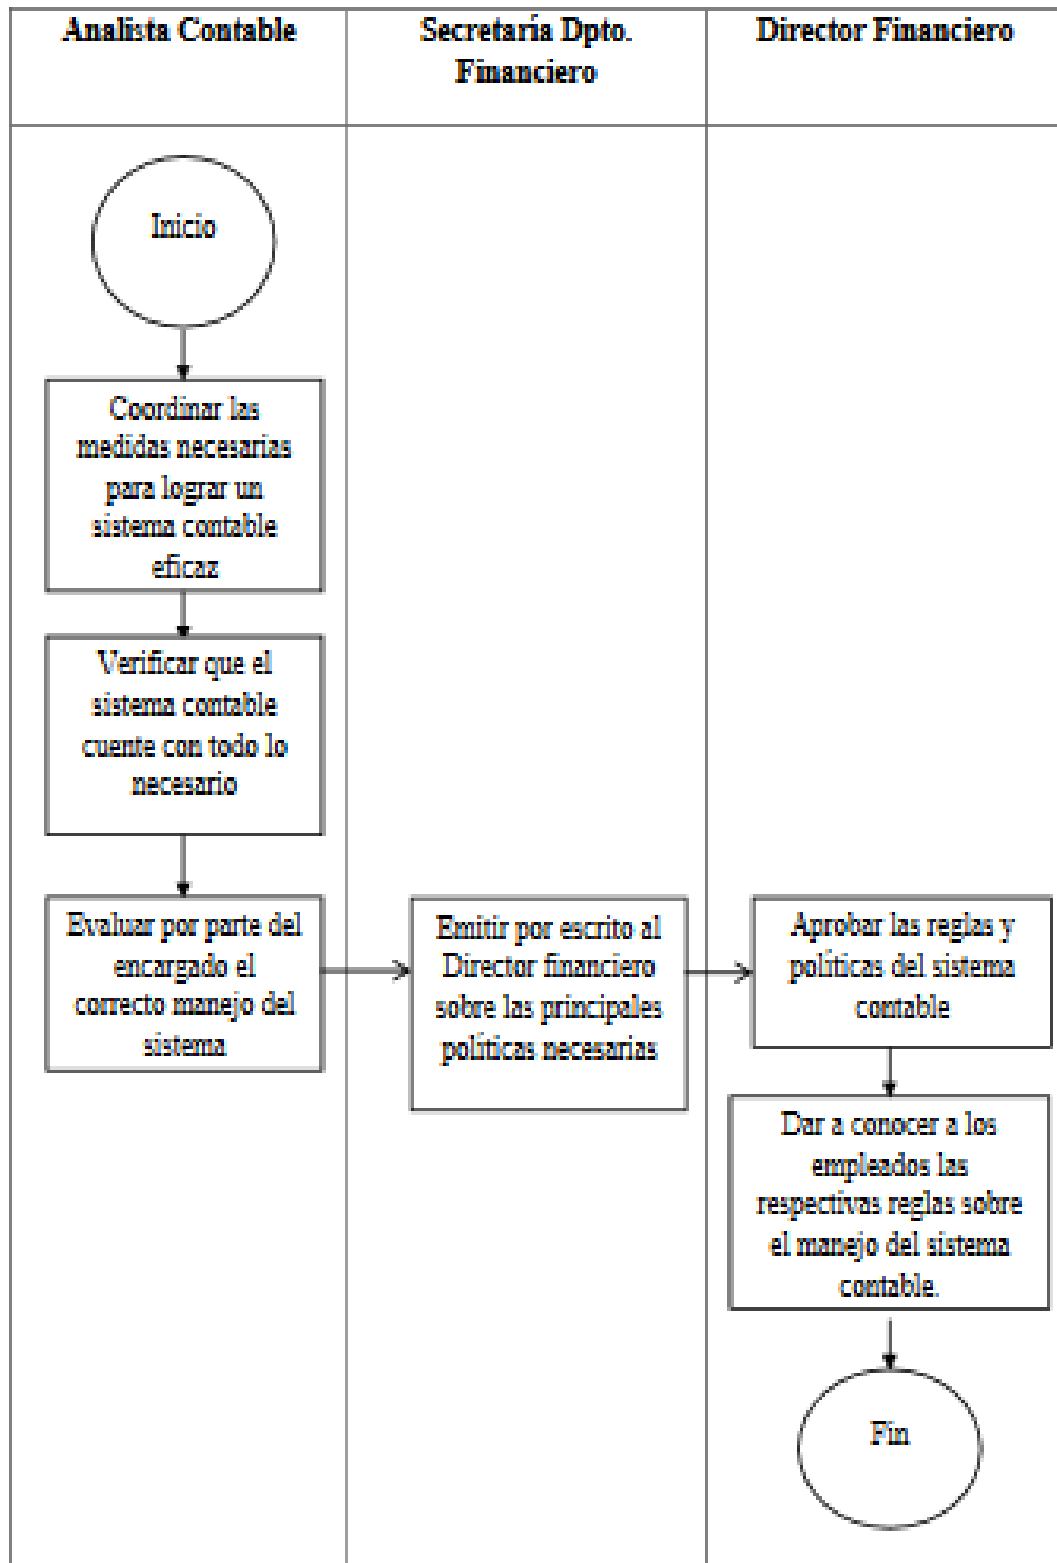 Analista Contable
Secretaría Dpto.
Financiero
Director Financiero
Inicio
Coordinar las
medidas necesarias
para lograr un
sistema contable
eficaz
Verificar que el
sistema contable
cuente con todo lo
necesario
Evaluar por parte del
encargado el
correcto manejo del
sistema
Emitir por escrito al
Director financiero
sobre las principales
políticas necesarias
Aprobar las reglas y
políticas del sistema
contable
Dar a conocer a los
empleados las
respectivas reglas sobre
el manejo del sistema
contable.
Fin